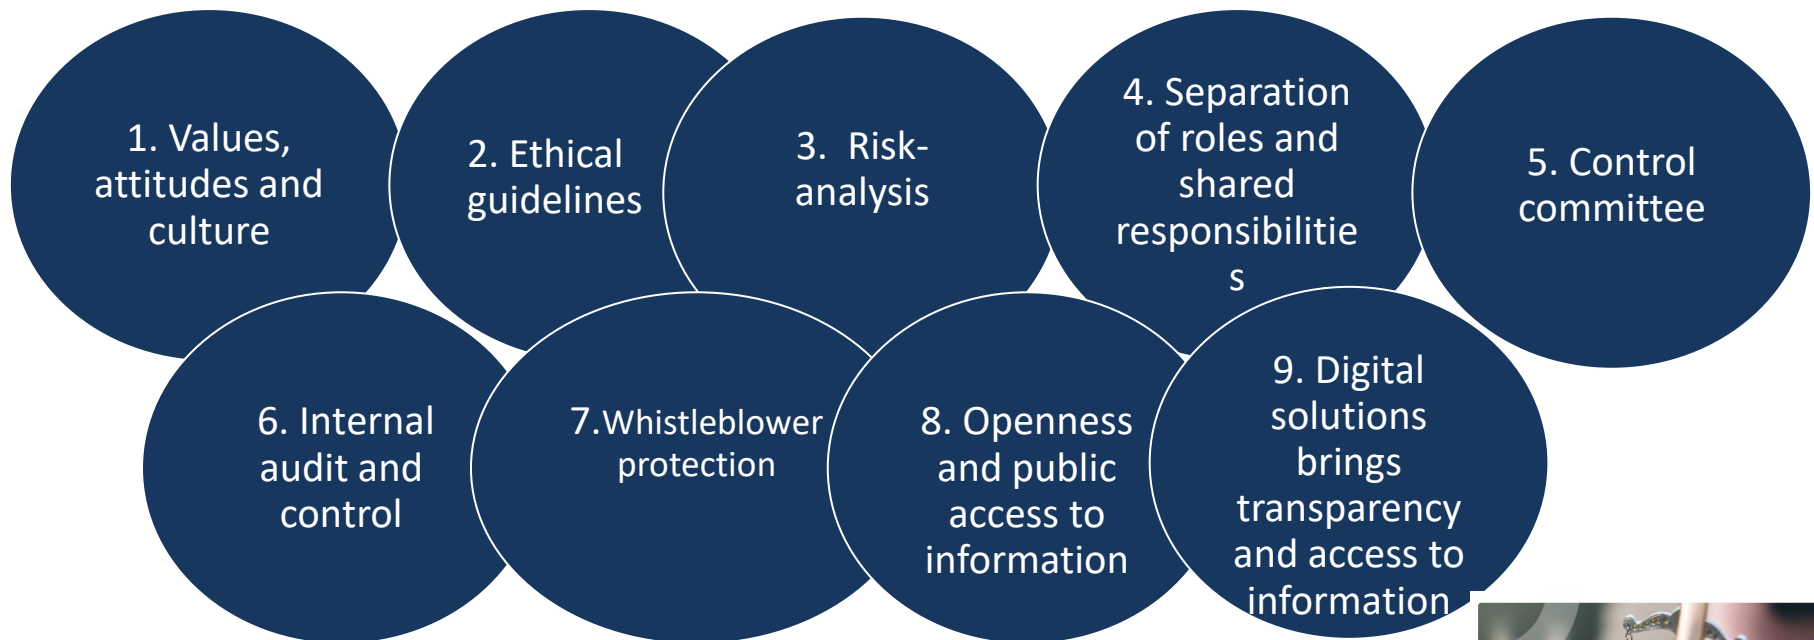 1. Values,
attitudes and
culture
2. Ethical
guidelines
3.  Risk-
analysis
4. Separation
of roles and
shared
responsibilitie
s
5. Control
committee
6. Internal
audit and
control
7.Whistleblower
protection
8. Openness
and public
access to
information
9. Digital
solutions
brings
transparency
and access to
information